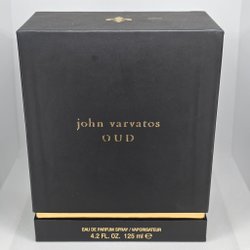 john varvatos
OUD
EAU DE PARFUM SPRAY / VAPORISATEUR
4.2 FL. OZ. 125 ml ℮